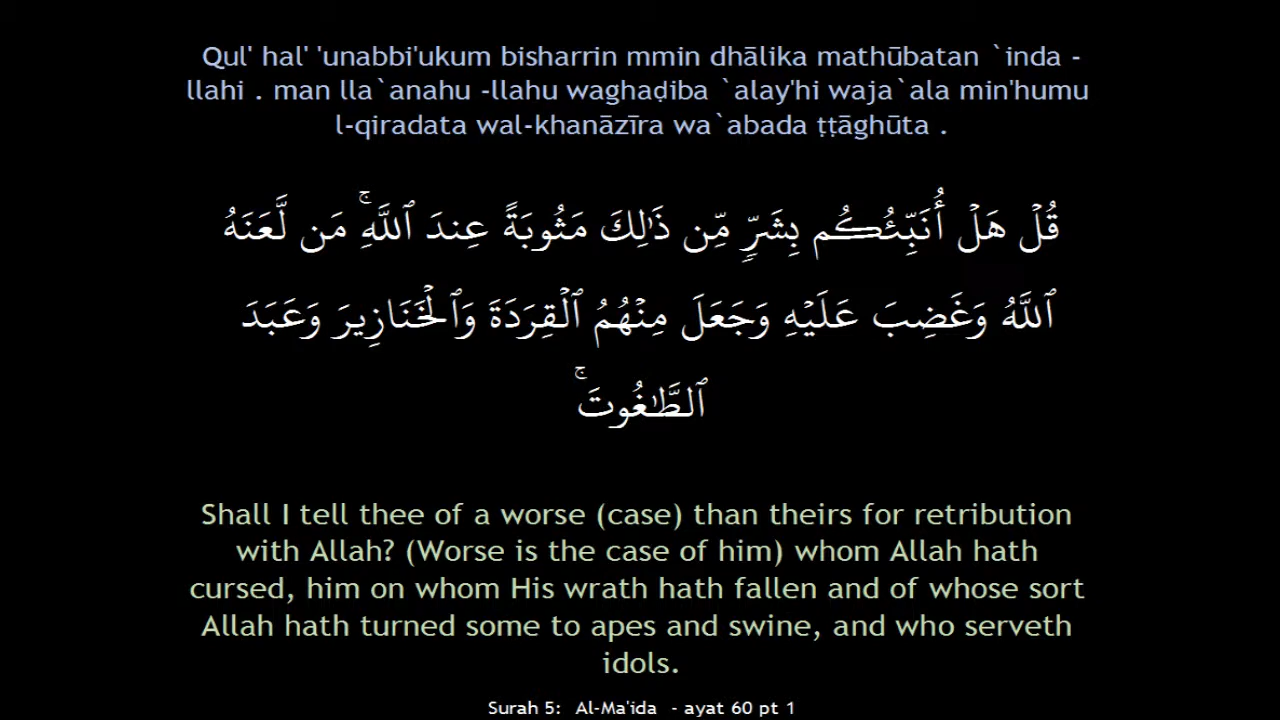 Qul' hal' 'unabbi'ukum bisharrin mmin dhālika mathūbatan `inda -
llahi . man lla`anahu -llahu waghaḍiba `alay'hi waja`ala min'humu
l-qiradata wal-khanāzīra wa`abada ṭṭāghūta .
قُلْ هَلْ أُنَبِّئُكُم بِشَرٍّۢ مِّن ذَٰلِكَ مَثُوبَةً عِندَ ٱللَّهِ ۚ مَن لَّعَنَهُ
ٱللَّهُ وَغَضِبَ عَلَيْهِ وَجَعَلَ مِنْهُمُ ٱلْقِرَدَةَ وَٱلْخَنَازِيرَ وَعَبَدَ
ٱلطَّٰغُوتَ ۚ
Shall I tell thee of a worse (case) than theirs for retribution
with Allah? (Worse is the case of him) whom Allah hath
cursed, him on whom His wrath hath fallen and of whose sort
Allah hath turned some to apes and swine, and who serveth
idols.
Surah 5: Al-Ma'ida - ayat 60 pt 1